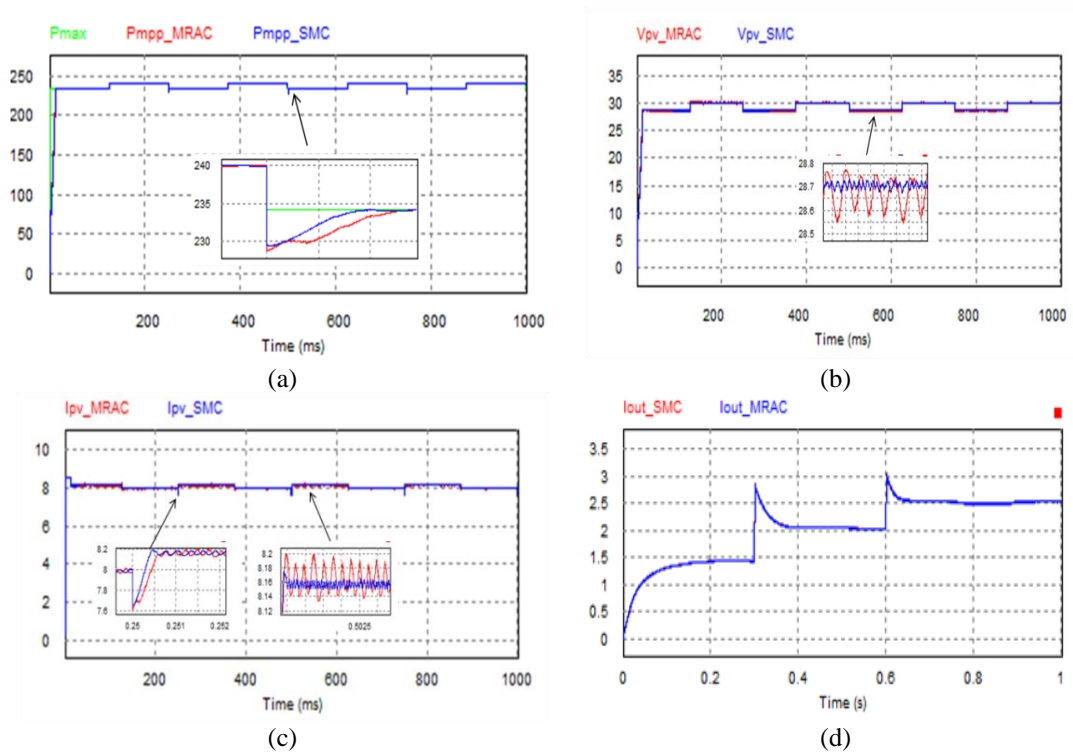 Pmax Pmpp_MRAC Pmpp_SMC
250
200
150
100
50
0
240
235
230
200 400 600 800 1000
Time (ms)
(a)
Vpv_MRAC Vpv_SMC
35
30
25
20
15
10
5
0
28.8
28.7
28.6
28.5
200 400 600 800 1000
Time (ms)
(b)
Ipv_MRAC Ipv_SMC
10
8
6
4
2
0
8.2
8
7.8
7.6
0.25 0.251 0.252
8.2
8.16
8.14
8.12
0.5025
200 400 600 800 1000
Time (ms)
(c)
Iout_SMC Iout_MRAC
3.5
3
2.5
2
1.5
1
0.5
0
0 0.2 0.4 0.6 0.8 1
Time (s)
(d)